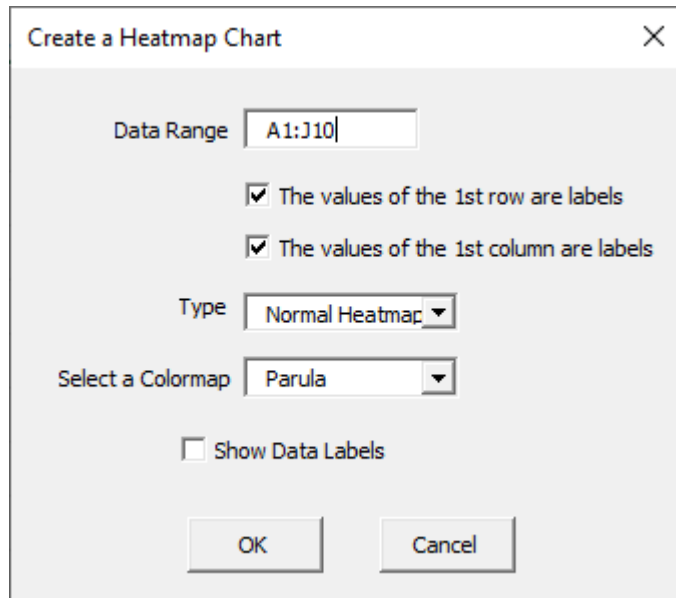 Create a Heatmap Chart
Data Range A1:J10
The values of the 1st row are labels
The values of the 1st column are labels
Type Normal Heatmap
Select a Colormap Parula
Show Data Labels
OK Cancel